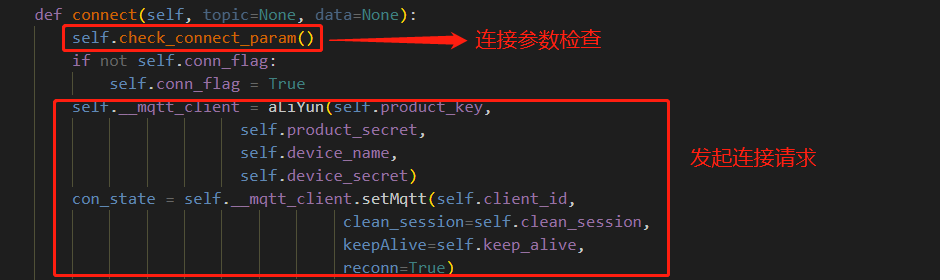 def connect(self, topic=None, data=None):
self.check_connect_param()
连接参数检查
if not self.conn_flag:
self.conn_flag = True
self.__mqtt_client = aLiYun(self.product_key,
self.product_secret,
self.device_name,
发起连接请求
self.device_secret)
con_state = self.__mqtt_client.setMqtt(self.client_id,
clean_session=self.clean_session,
keepAlive=self.keep_alive,
reconn=True)